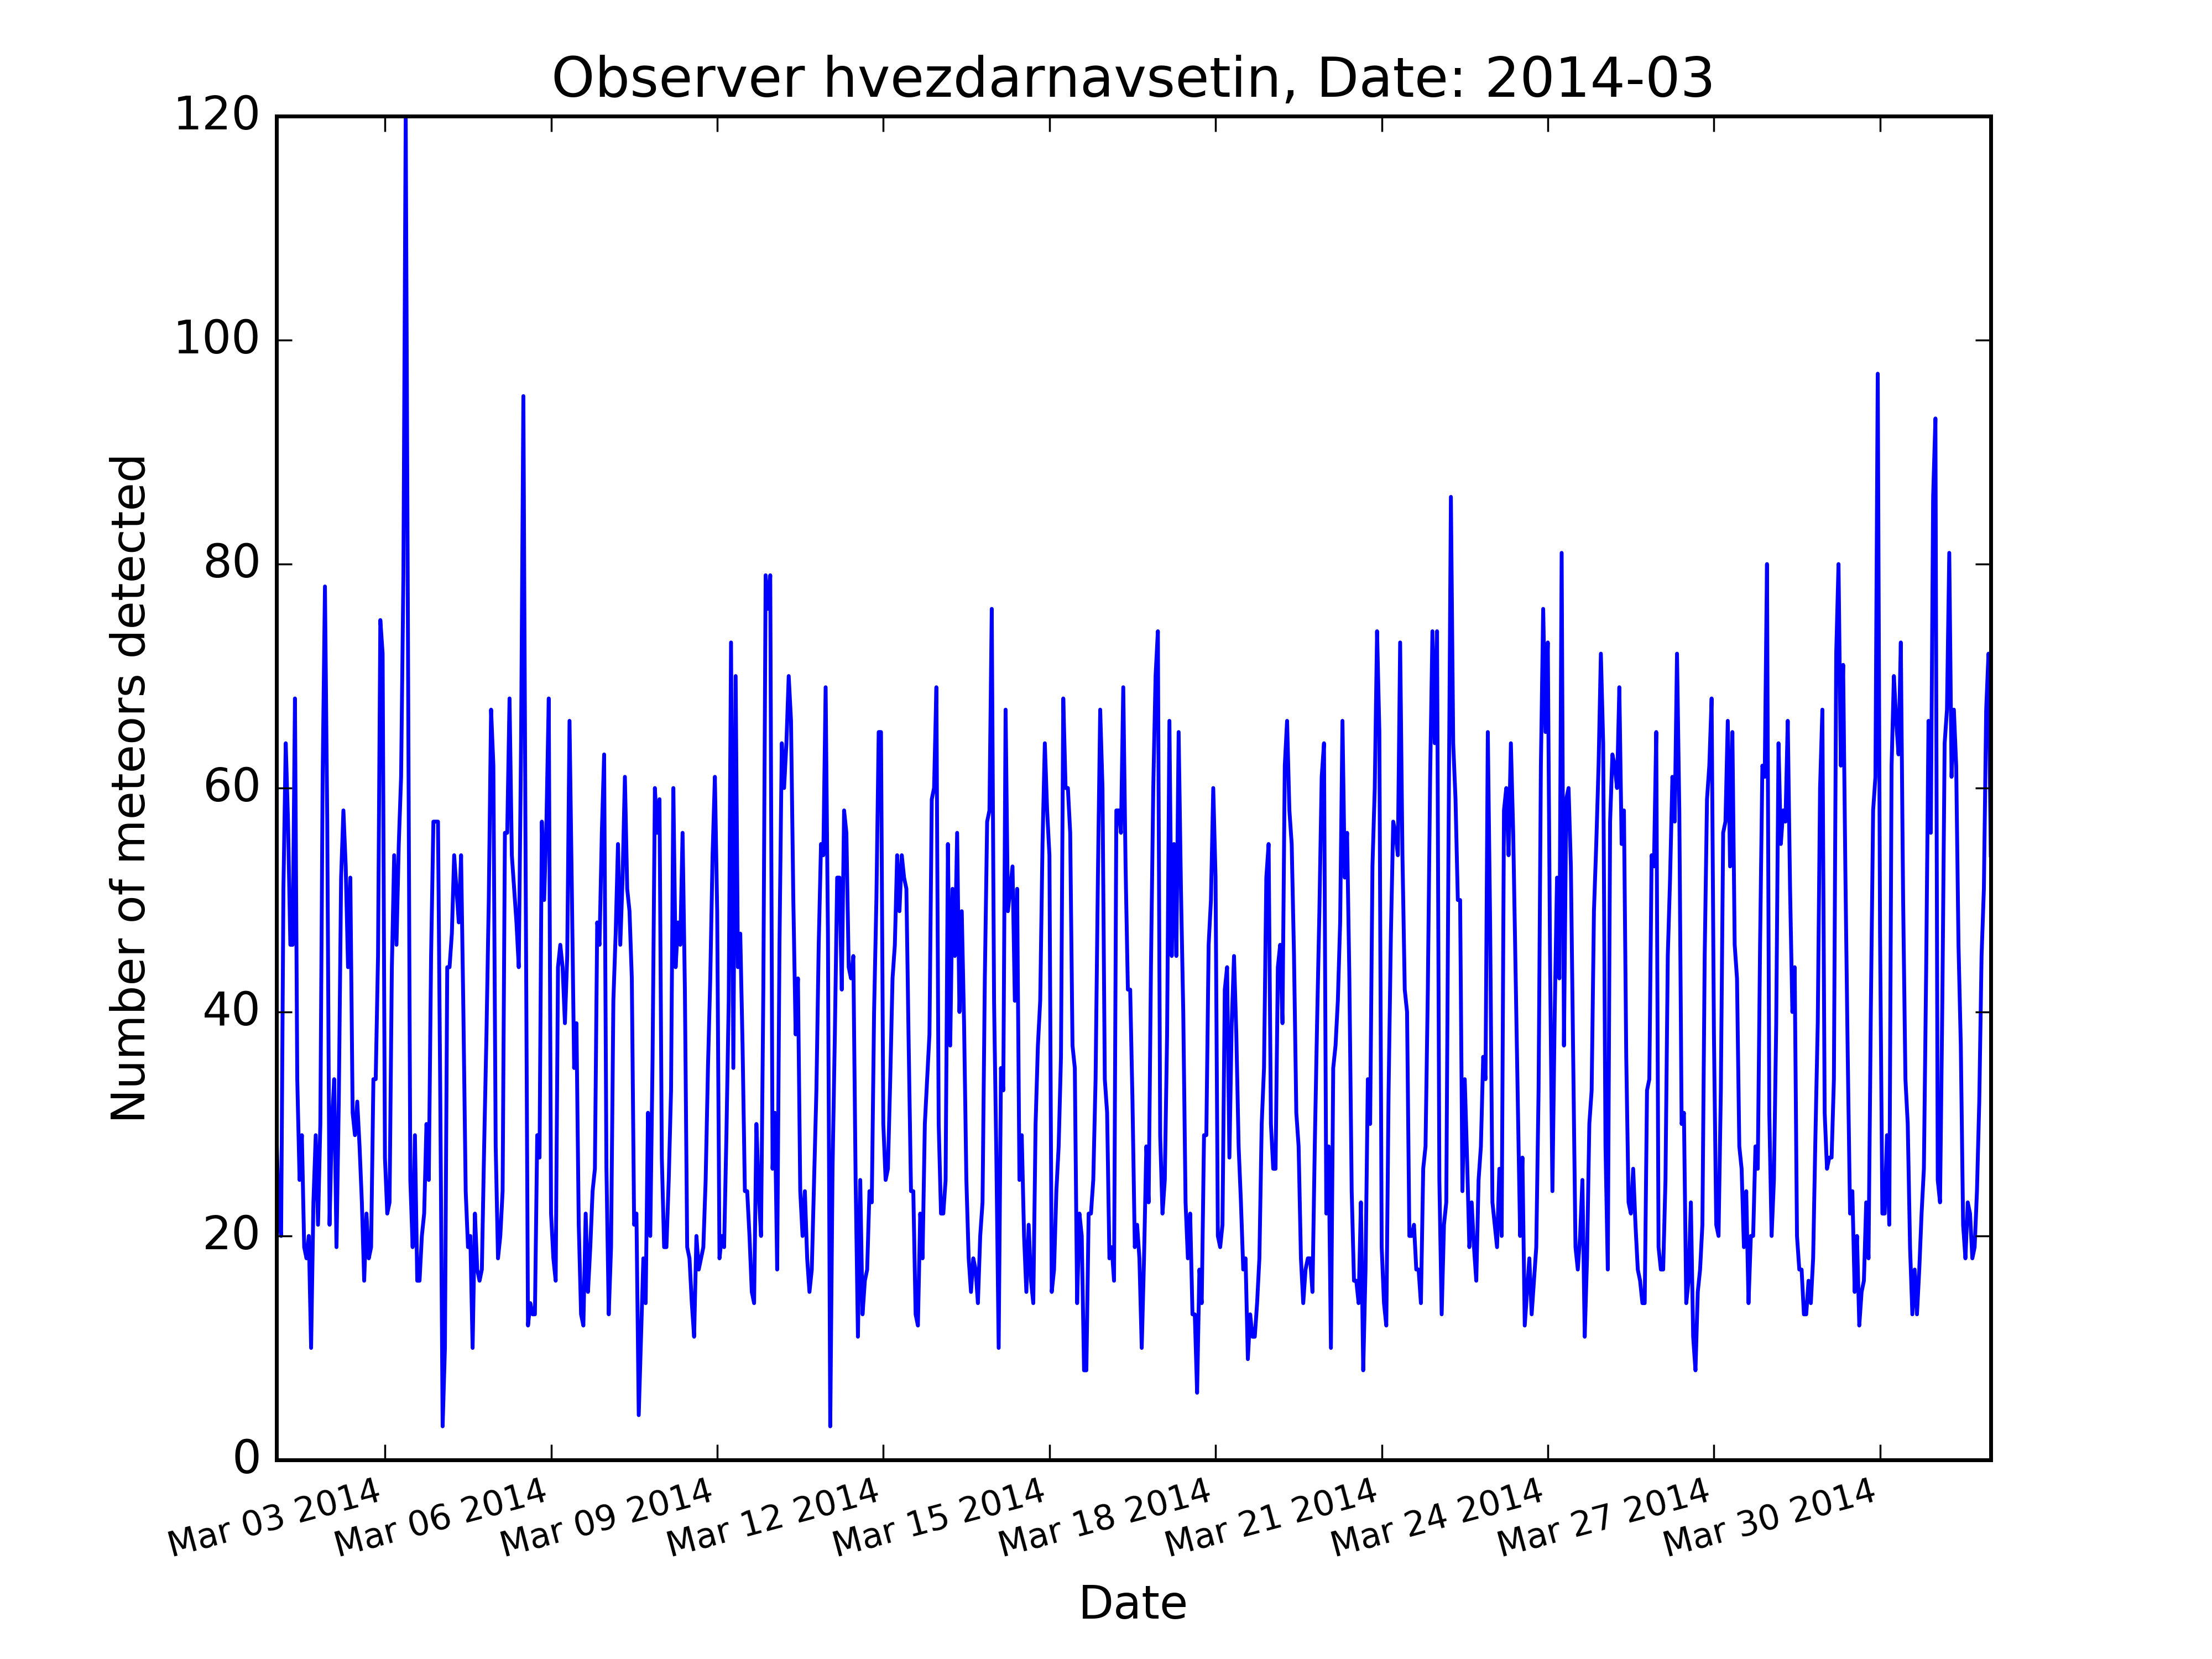 Observer hvezdarnavsetin, Date: 2014-03
120
100
80
60
40
20
0
Number of meteors detected
Mar 03 2014
Mar 06 2014
Mar 09 2014
Mar 12 2014
Mar 15 2014
Mar 18 2014
Mar 21 2014
Mar 24 2014
Mar 27 2014
Mar 30 2014
Date